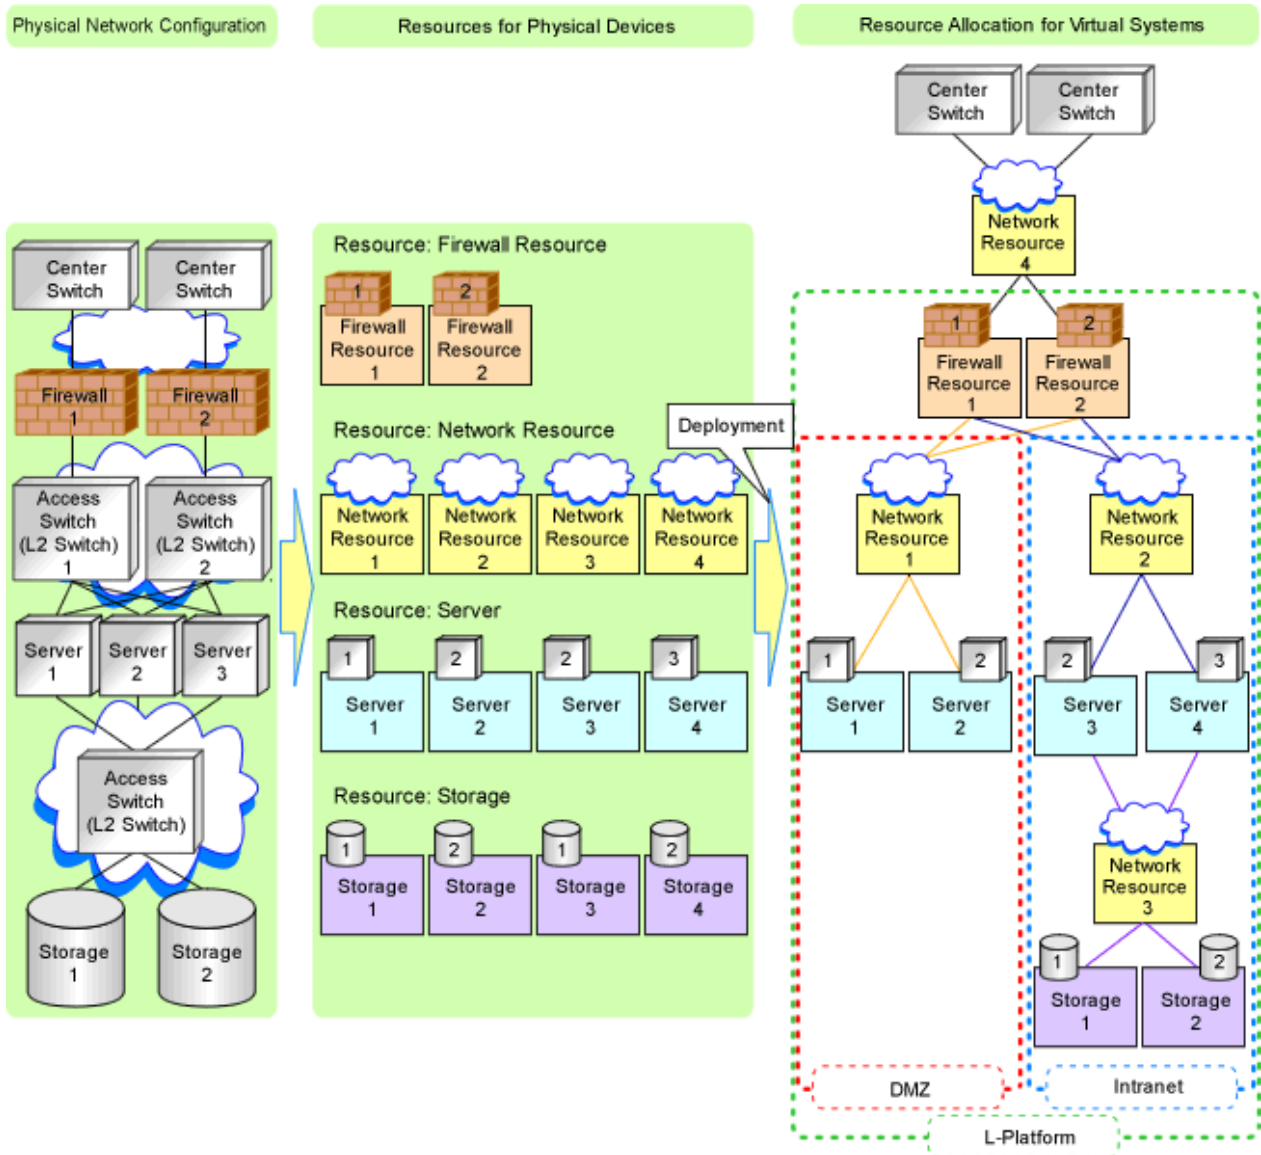 Physical Network Configuration
Resources for Physical Devices
Resource Allocation for Virtual Systems
Center
Switch
Center
Switch
Firewall
1
Firewall
2
Access
Switch
(L2 Switch)
1
Access
Switch
(L2 Switch)
2
Server
1
Server
2
Server
3
Access
Switch
(L2 Switch)
Storage
1
Storage
2
Resource: Firewall Resource
1
Firewall
Resource
1
2
Firewall
Resource
2
Resource: Network Resource
Network
Resource
1
Network
Resource
2
Network
Resource
3
Network
Resource
4
Resource: Server
1
Server
1
2
Server
2
2
Server
3
3
Server
4
Resource: Storage
1
Storage
1
2
Storage
2
1
Storage
3
2
Storage
4
Deployment
Center
Switch
Center
Switch
Network
Resource
4
1
Firewall
Resource
1
2
Firewall
Resource
2
Network
Resource
1
Network
Resource
2
1
Server
1
2
Server
2
2
Server
3
3
Server
4
Network
Resource
3
1
Storage
1
2
Storage
2
DMZ
Intranet
L-Platform